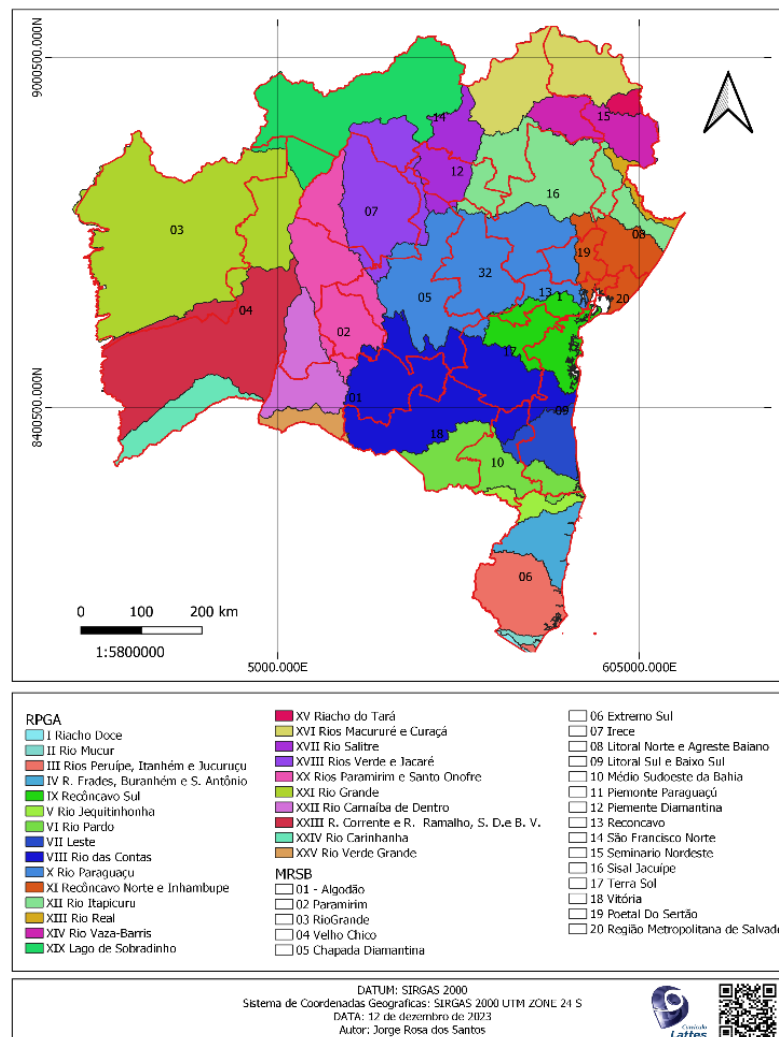 9000500.000N
8400500.000N
14
15
12
16
03
07
08
19
04
05
32
13
1
20
02
17
01
09
18
10
06
0 100 200 km
1:5800000
5000.000E
605000.000E
RPGA
I Riacho Doce
II Rio Mucur
III Rios Peruípe, Itanhém e Jucuruçu
IV R. Frades, Buranhém e S. Antônio
IX Recôncavo Sul
V Rio Jequitinhonha
VI Rio Pardo
VII Leste
VIII Rio das Contas
X Rio Paraguaçu
XI Recôncavo Norte e Inhambupe
XII Rio Itapicuru
XIII Rio Real
XIV Rio Vaza-Barris
XIX Lago de Sobradinho
XV Riacho do Tará
XVI Rios Macururé e Curaçá
XVII Rio Salitre
XVIII Rios Verde e Jacaré
XX Rios Paramirim e Santo Onofre
XXI Rio Grande
XXII Rio Carnaíba de Dentro
XXIII R. Corrente e R. Ramalho, S. D.e B. V.
XXIV Rio Carinhanha
XXV Rio Verde Grande
MRSB
01 - Algodão
02 Paramirim
03 RioGrande
04 Velho Chico
05 Chapada Diamantina
06 Extremo Sul
07 Irece
08 Litoral Norte e Agreste Baiano
09 Litoral Sul e Baixo Sul
10 Médio Sudoeste da Bahia
11 Piemonte Paraguaçú
12 Piemente Diamantina
13 Reconcavo
14 São Francisco Norte
15 Seminario Nordeste
16 Sisal Jacuípe
17 Terra Sol
18 Vitória
19 Poetal Do Sertão
20 Região Metropolitana de Salvad
DATUM: SIRGAS 2000
Sistema de Coordenadas Geograficas: SIRGAS 2000 UTM ZONE 24 S
DATA: 12 de dezembro de 2023
Autor: Jorge Rosa dos Santos
Currículo
Lattes